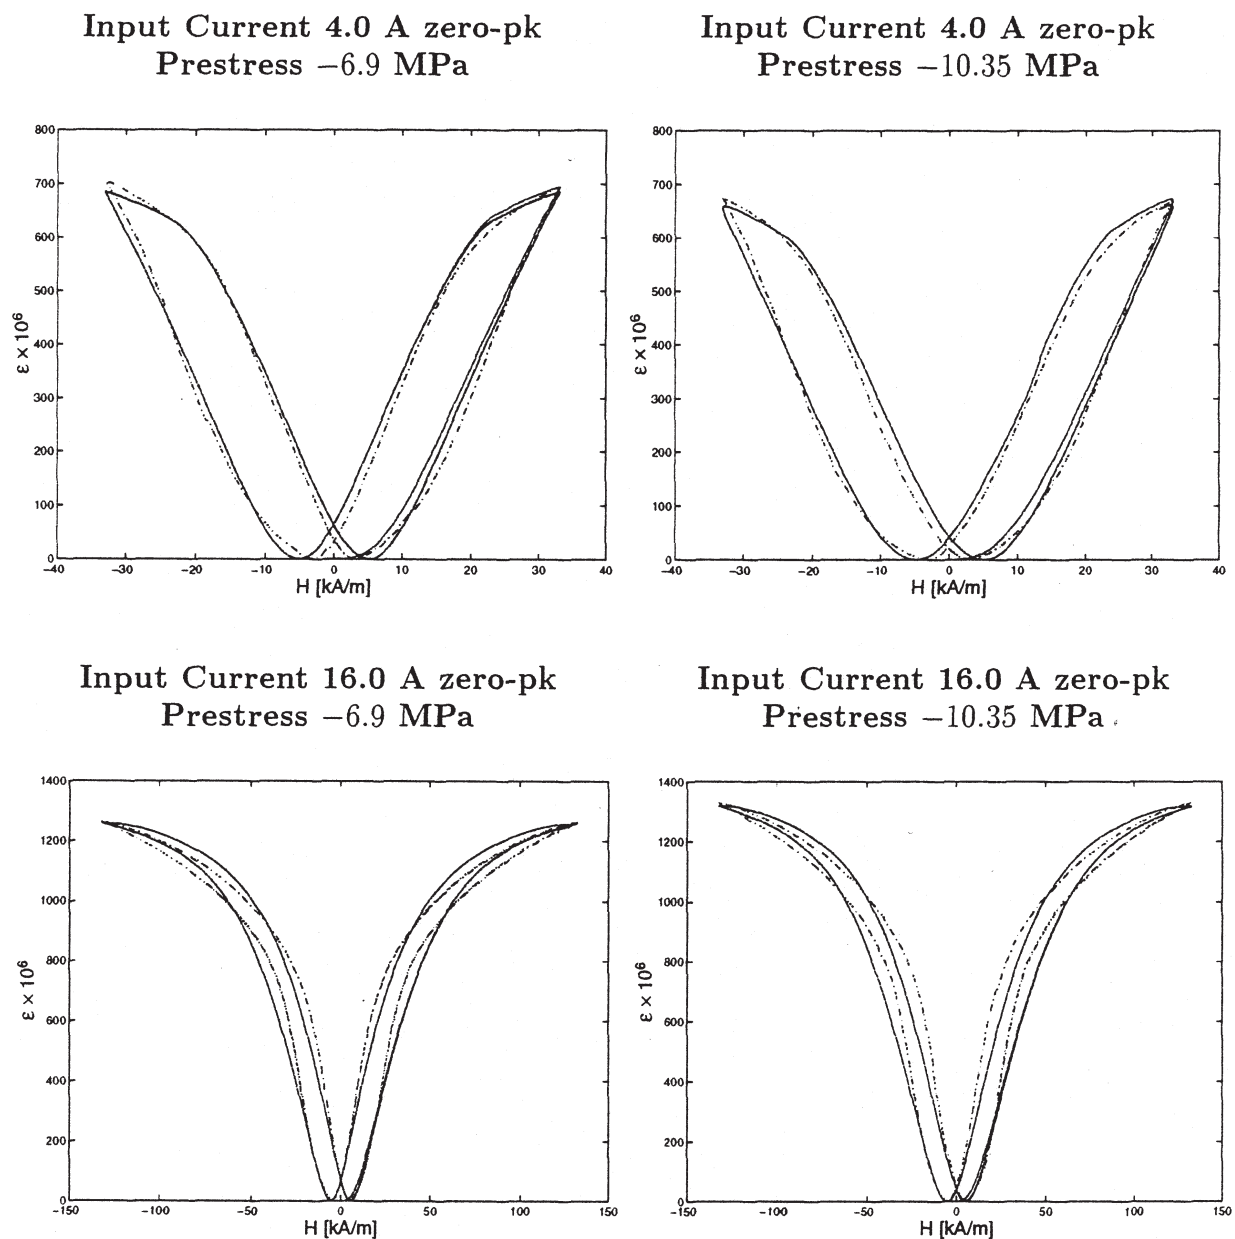 Input Current 4.0 A zero-pk
Prestress −6.9 MPa
800
700
600
500
400
300
200
100
0
ε × 10⁶
−40 −30 −20 −10 0 10 20 30 40
H [kA/m]
Input Current 4.0 A zero-pk
Prestress −10.35 MPa
800
700
600
500
400
300
200
100
0
ε × 10⁶
−40 −30 −20 −10 0 10 20 30 40
H [kA/m]
Input Current 16.0 A zero-pk
Prestress −6.9 MPa
1400
1200
1000
800
600
400
200
0
ε × 10⁶
−150 −100 −50 0 50 100 150
H [kA/m]
Input Current 16.0 A zero-pk
Prestress −10.35 MPa
1400
1200
1000
800
600
400
200
0
ε × 10⁶
−150 −100 −50 0 50 100 150
H [kA/m]